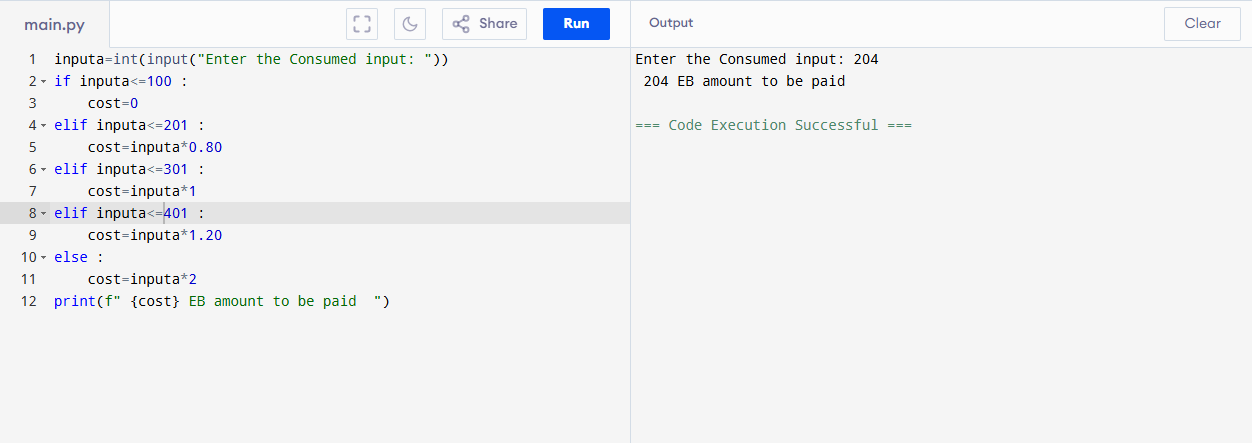 main.py
Share
Run
Output
Clear
1 inputa=int(input("Enter the Consumed input: "))
2 if inputa<=100 :
3     cost=0
4 elif inputa<=201 :
5     cost=inputa*0.80
6 elif inputa<=301 :
7     cost=inputa*1
8 elif inputa<=401 :
9     cost=inputa*1.20
10 else :
11     cost=inputa*2
12 print(f" {cost} EB amount to be paid  ")
Enter the Consumed input: 204
 204 EB amount to be paid
=== Code Execution Successful ===